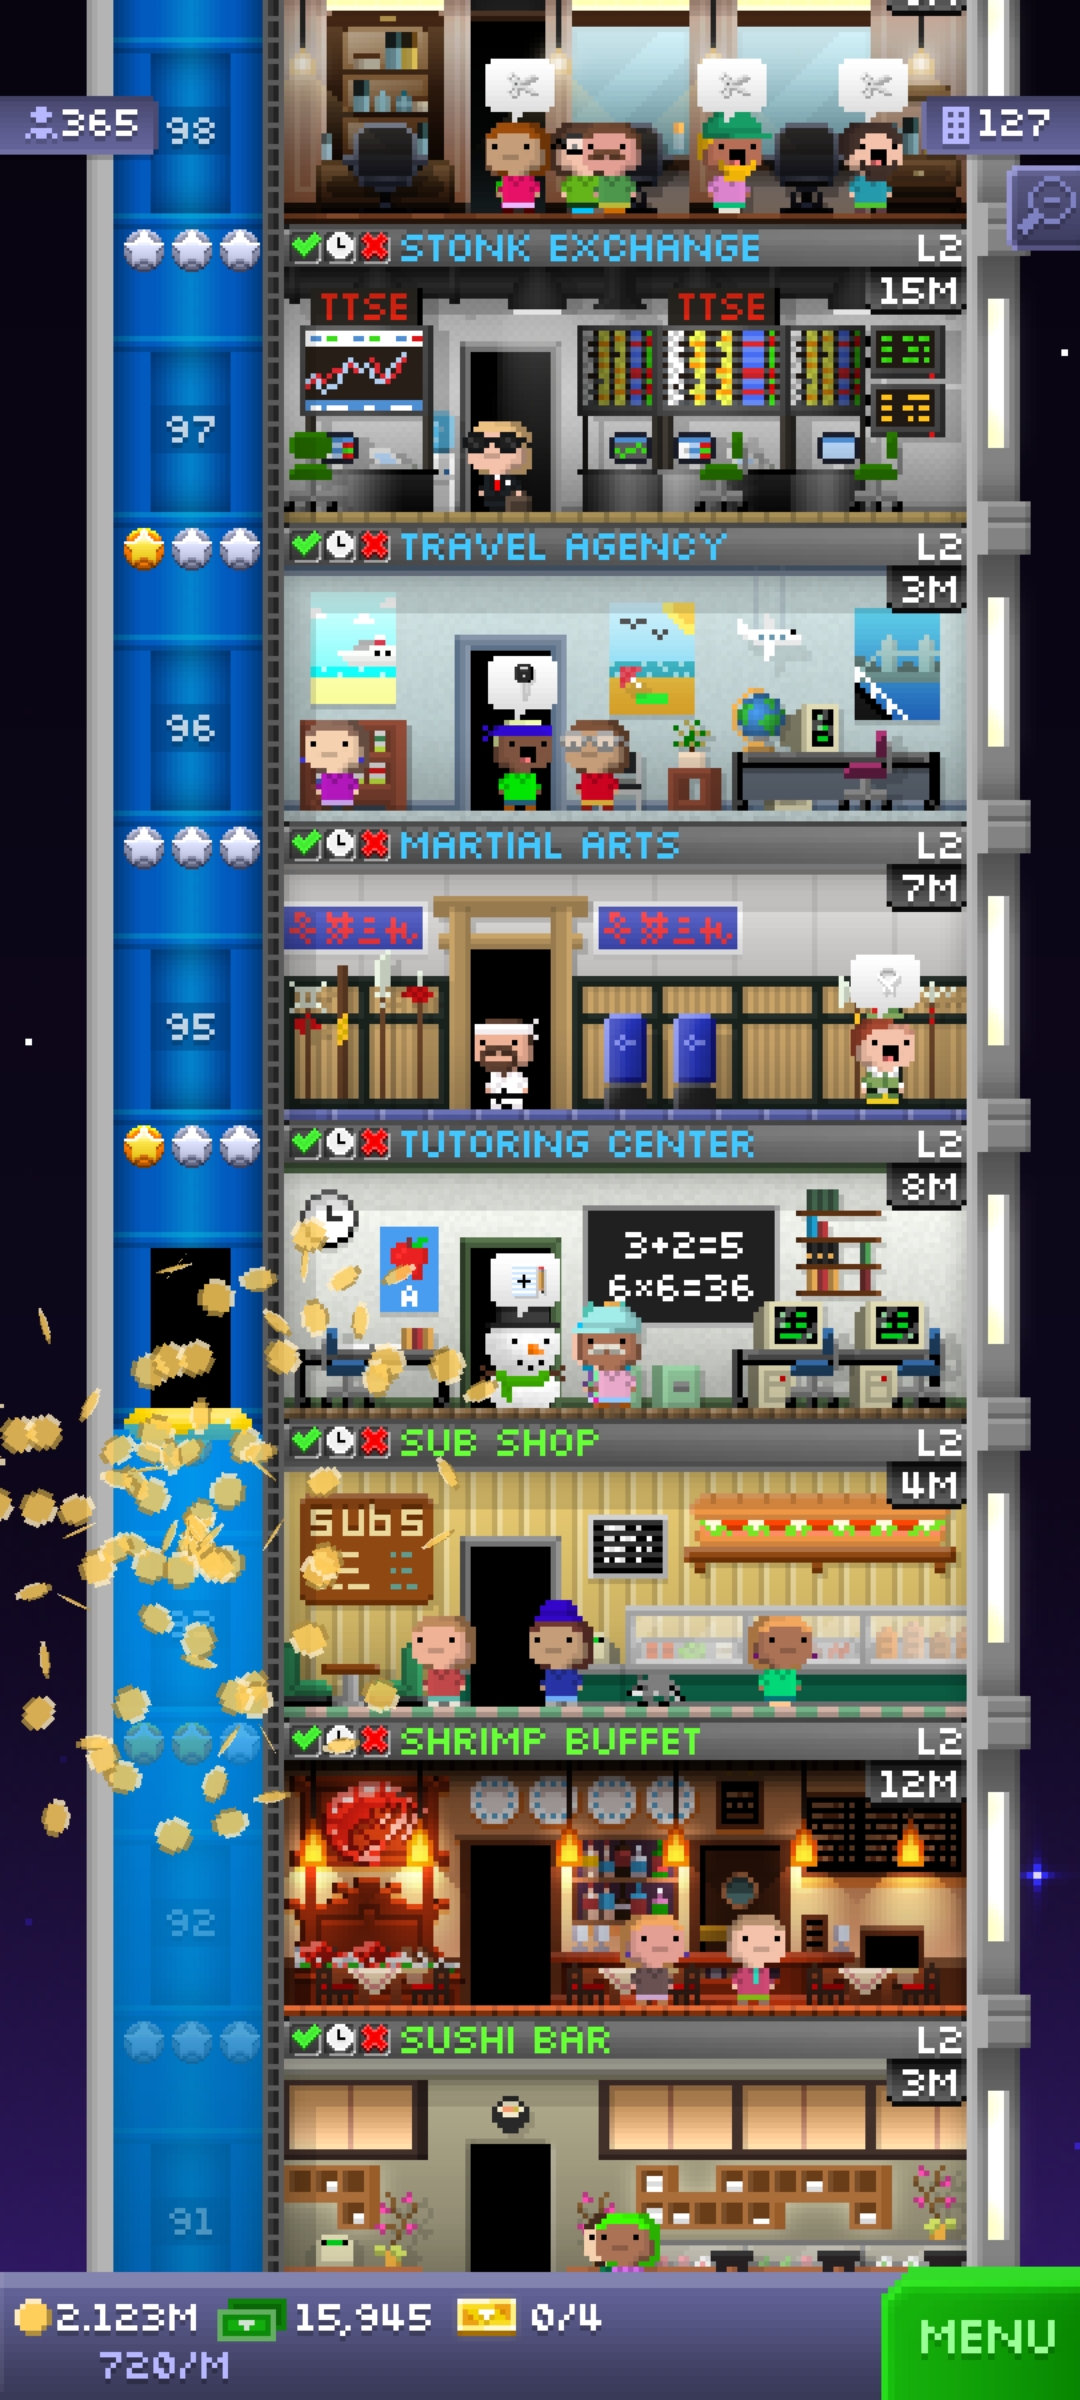 365
98
127
STONK EXCHANGE
L2
15M
TTSE
TTSE
97
TRAVEL AGENCY
L2
3M
96
MARTIAL ARTS
L2
7M
95
TUTORING CENTER
L2
8M
A
3+2=5
6×6=36
SUB SHOP
L2
4M
subs
SHRIMP BUFFET
L2
12M
92
SUSHI BAR
L2
3M
91
2.123M
15,945
0/4
720/M
MENU